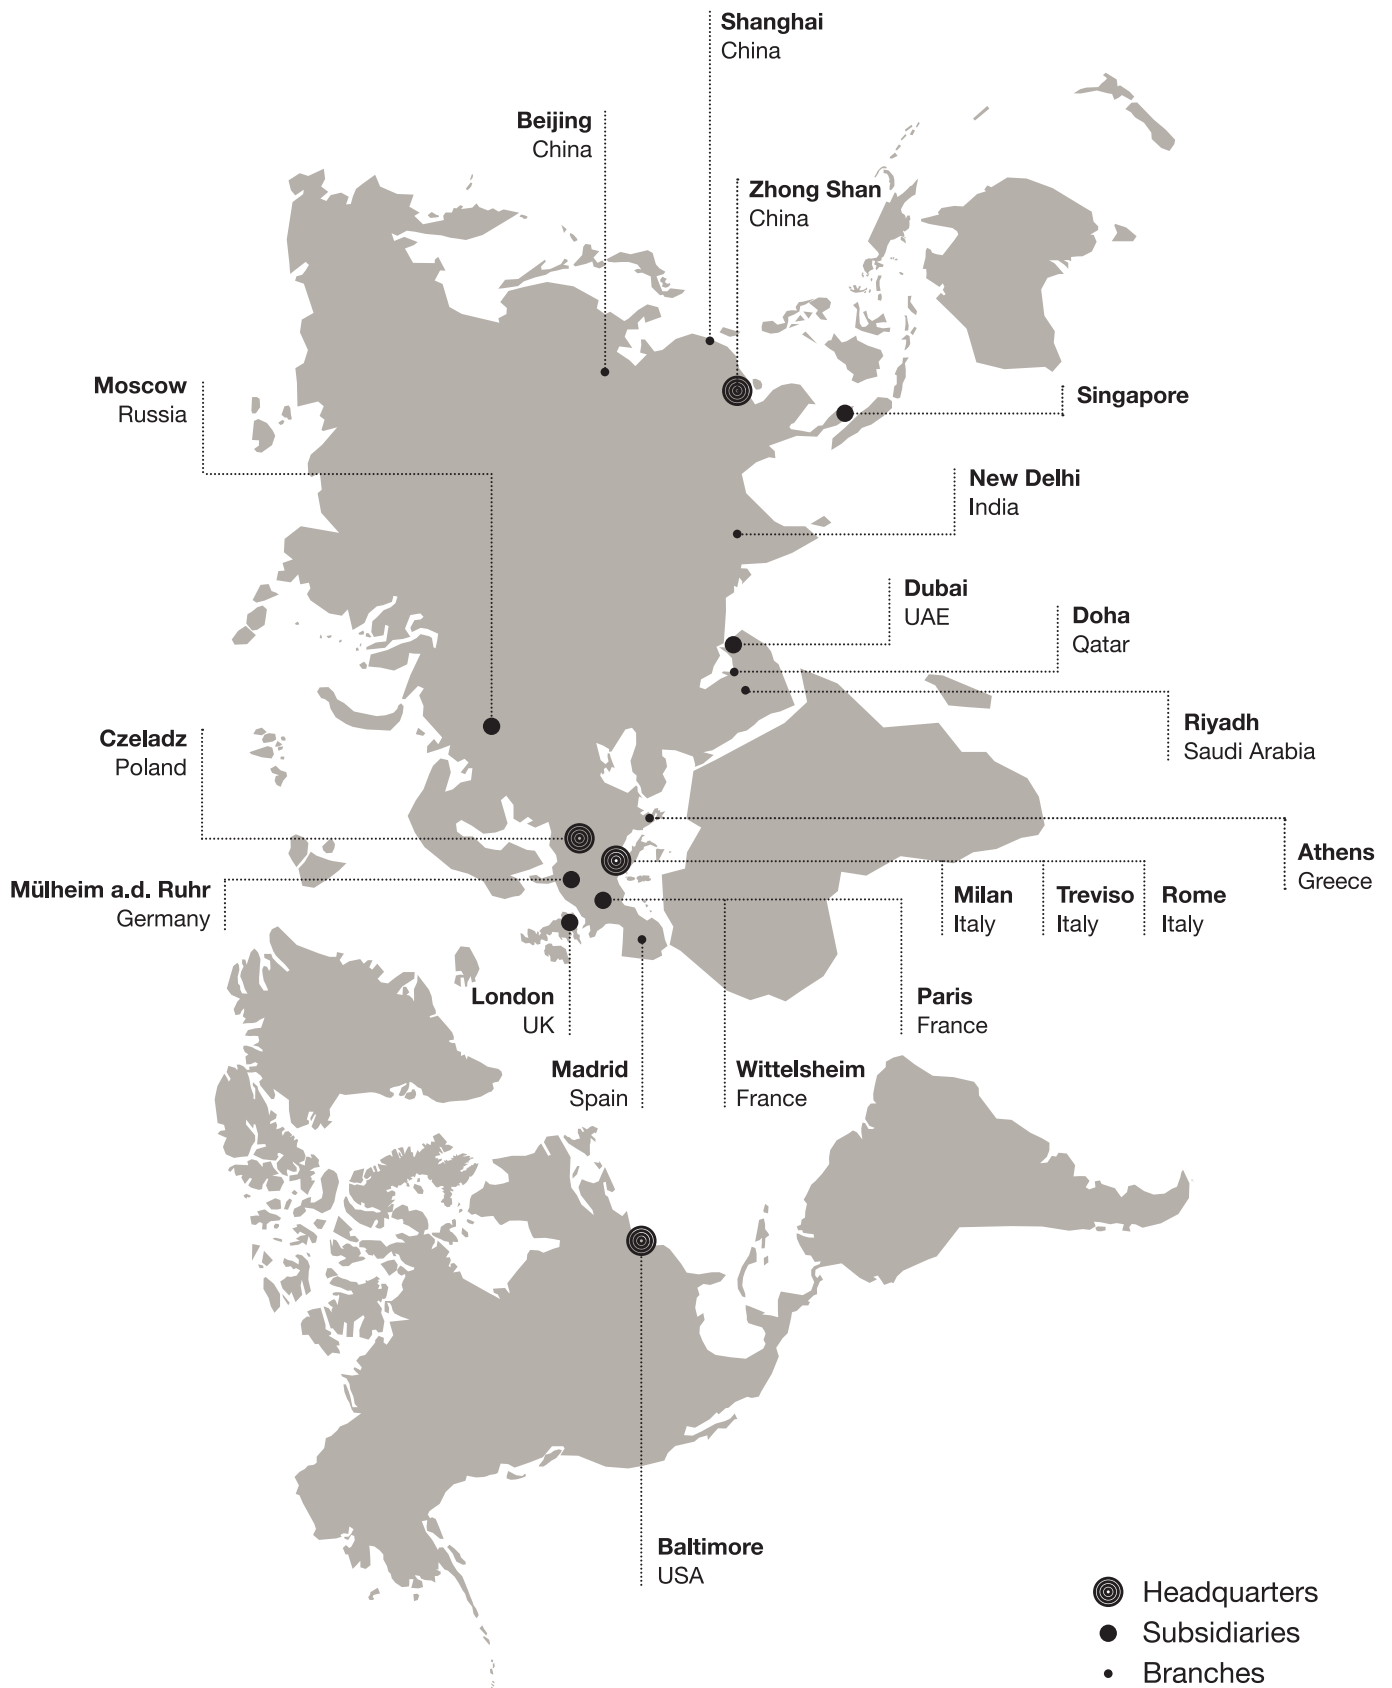 Shanghai
China
Beijing
China
Zhong Shan
China
Moscow
Russia
Singapore
New Delhi
India
Dubai
UAE
Doha
Qatar
Riyadh
Saudi Arabia
Czeladz
Poland
Athens
Greece
Mülheim a.d. Ruhr
Germany
Milan
Italy
Treviso
Italy
Rome
Italy
London
UK
Paris
France
Madrid
Spain
Wittelsheim
France
Baltimore
USA
Headquarters
Subsidiaries
Branches